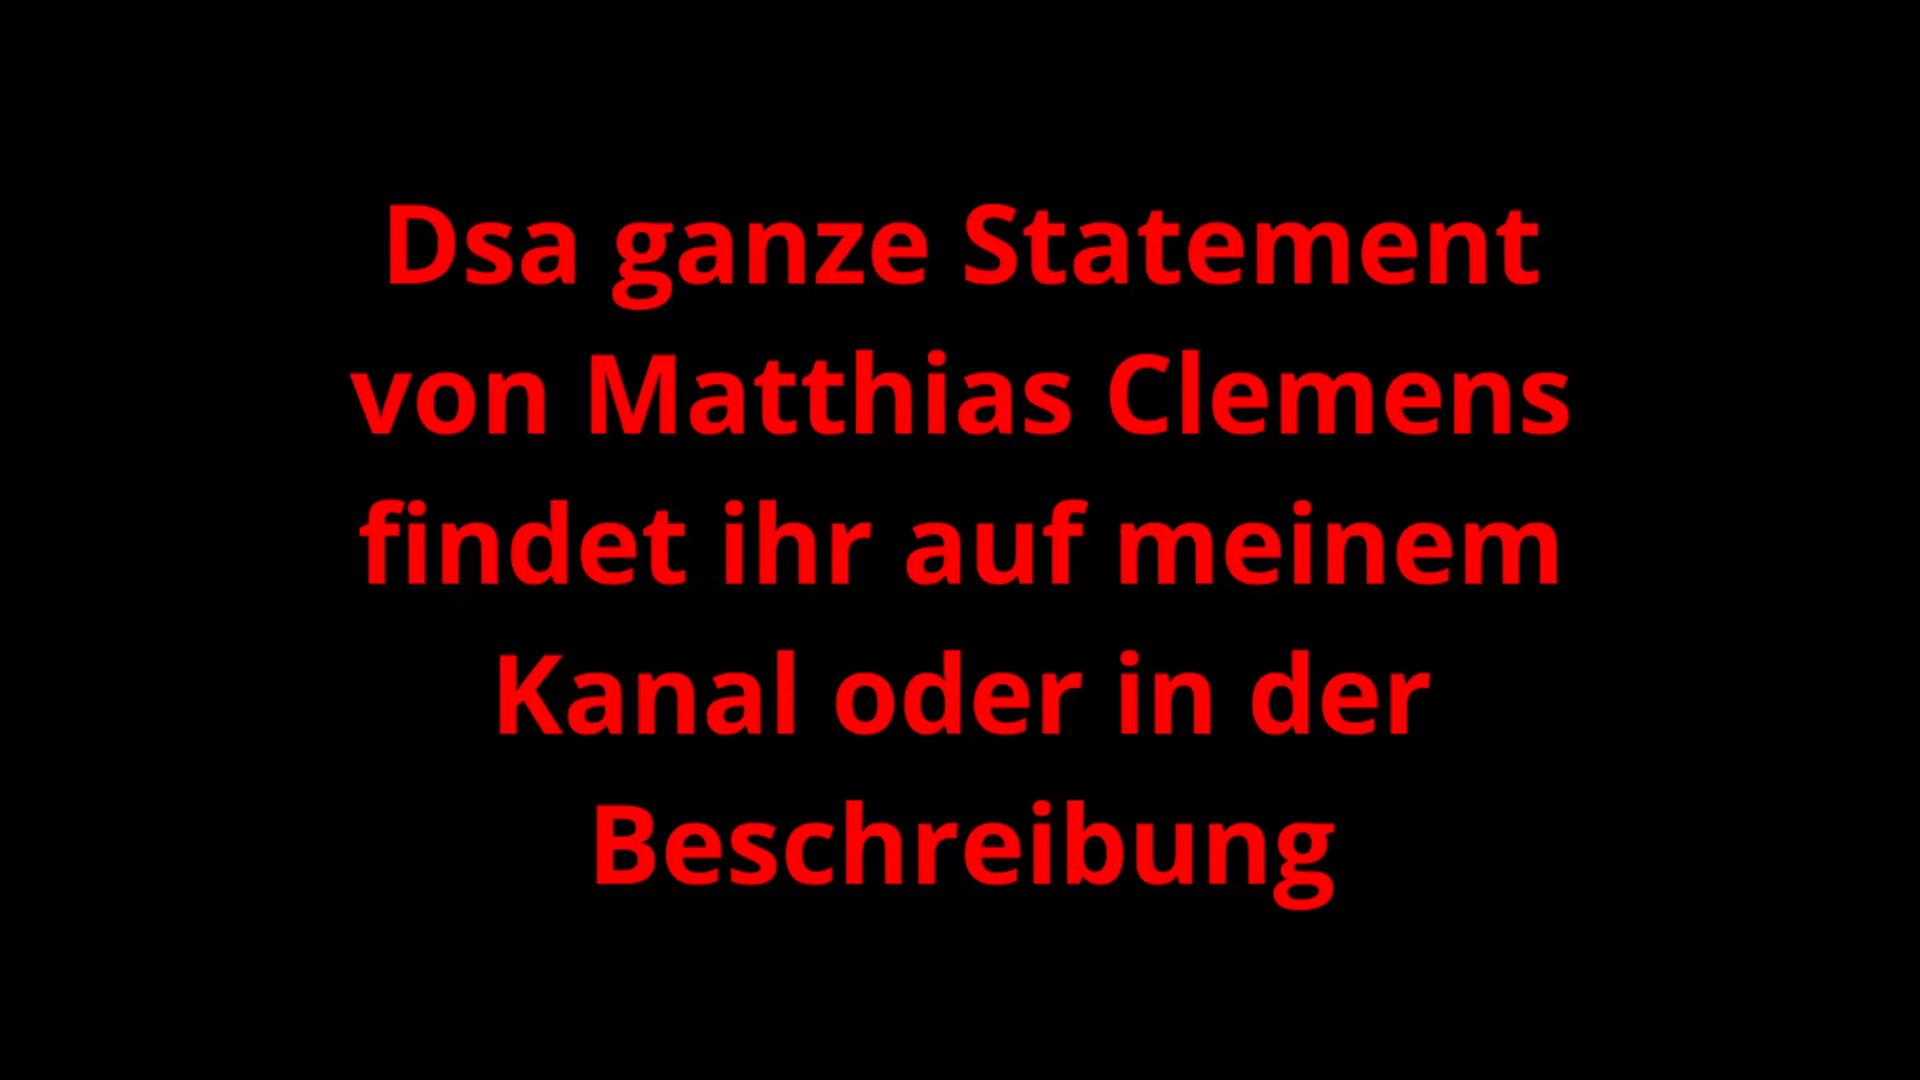 Dsa ganze Statement
von Matthias Clemens
findet ihr auf meinem
Kanal oder in der
Beschreibung